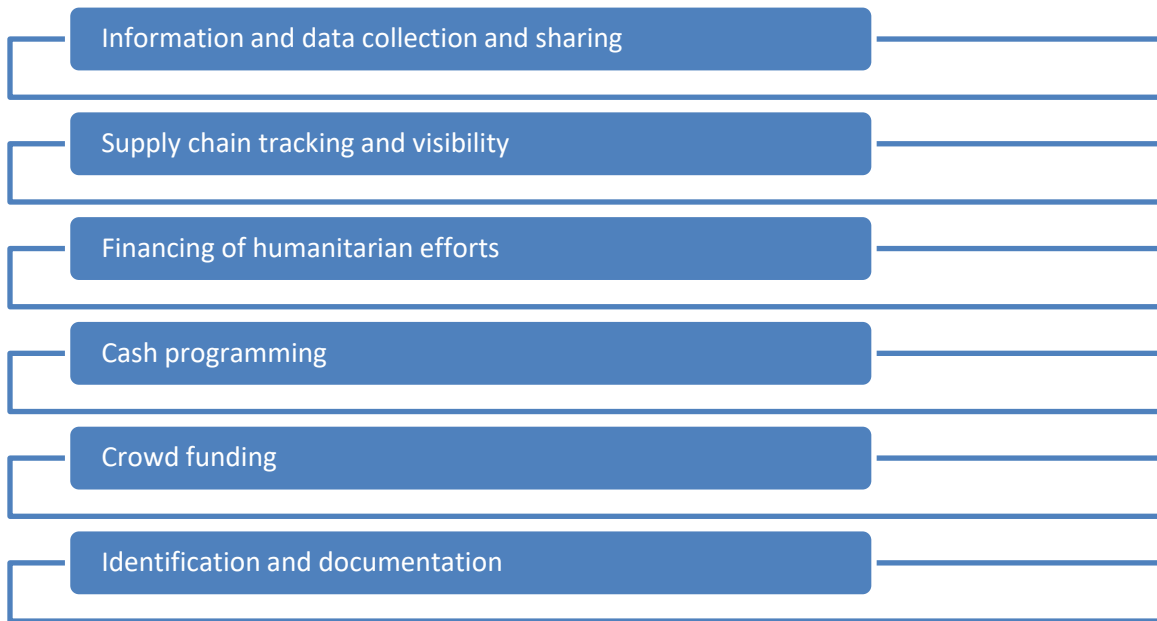 Information and data collection and sharing
Supply chain tracking and visibility
Financing of humanitarian efforts
Cash programming
Crowd funding
Identification and documentation